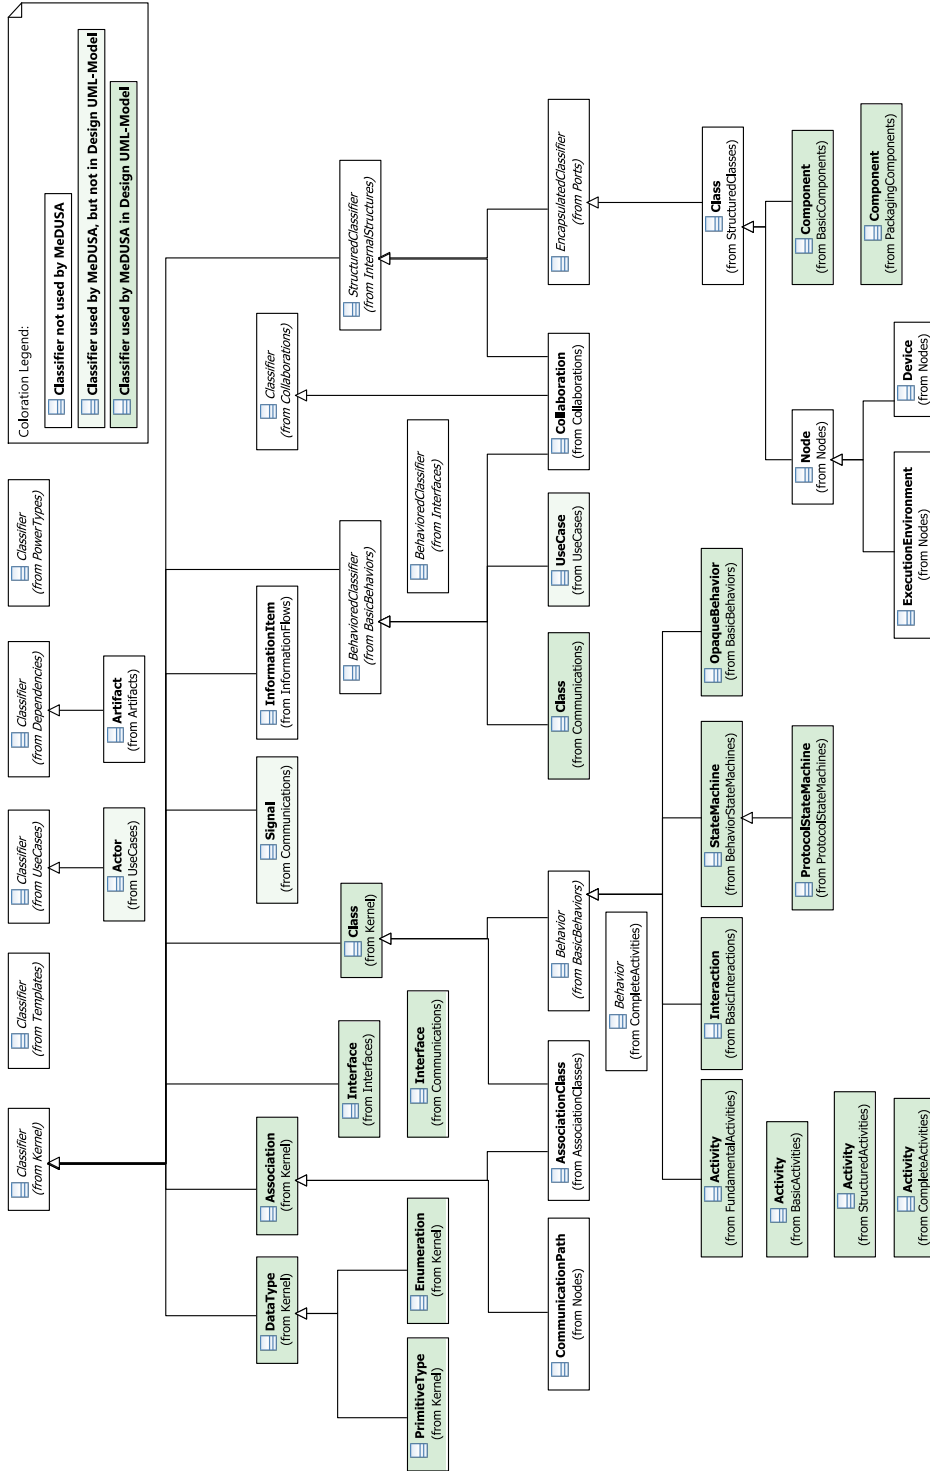 Coloration Legend:
Classifier not used by MeDUSA
Classifier used by MeDUSA, but not in Design UML-Model
Classifier used by MeDUSA in Design UML-Model
Classifier
(from Kernel)
Classifier
(from Templates)
Classifier
(from UseCases)
Classifier
(from Dependencies)
Classifier
(from PowerTypes)
Actor
(from UseCases)
Artifact
(from Artifacts)
DataType
(from Kernel)
Association
(from Kernel)
Signal
(from Communications)
InformationItem
(from InformationFlows)
Classifier
(from Collaborations)
Interface
(from Interfaces)
Class
(from Kernel)
BehavioredClassifier
(from BasicBehaviors)
StructuredClassifier
(from InternalStructures)
PrimitiveType
(from Kernel)
Enumeration
(from Kernel)
Interface
(from Communications)
BehavioredClassifier
(from Interfaces)
CommunicationPath
(from Nodes)
AssociationClass
(from AssociationClasses)
Behavior
(from BasicBehaviors)
Class
(from Communications)
UseCase
(from UseCases)
Collaboration
(from Collaborations)
EncapsulatedClassifier
(from Ports)
Behavior
(from CompleteActivities)
Activity
(from FundamentalActivities)
Interaction
(from BasicInteractions)
StateMachine
(from BehaviorStateMachines)
OpaqueBehavior
(from BasicBehaviors)
Class
(from StructuredClasses)
Activity
(from BasicActivities)
ProtocolStateMachine
(from ProtocolStateMachines)
Node
(from Nodes)
Component
(from BasicComponents)
Activity
(from StructuredActivities)
Component
(from PackagingComponents)
Activity
(from CompleteActivities)
ExecutionEnvironment
(from Nodes)
Device
(from Nodes)